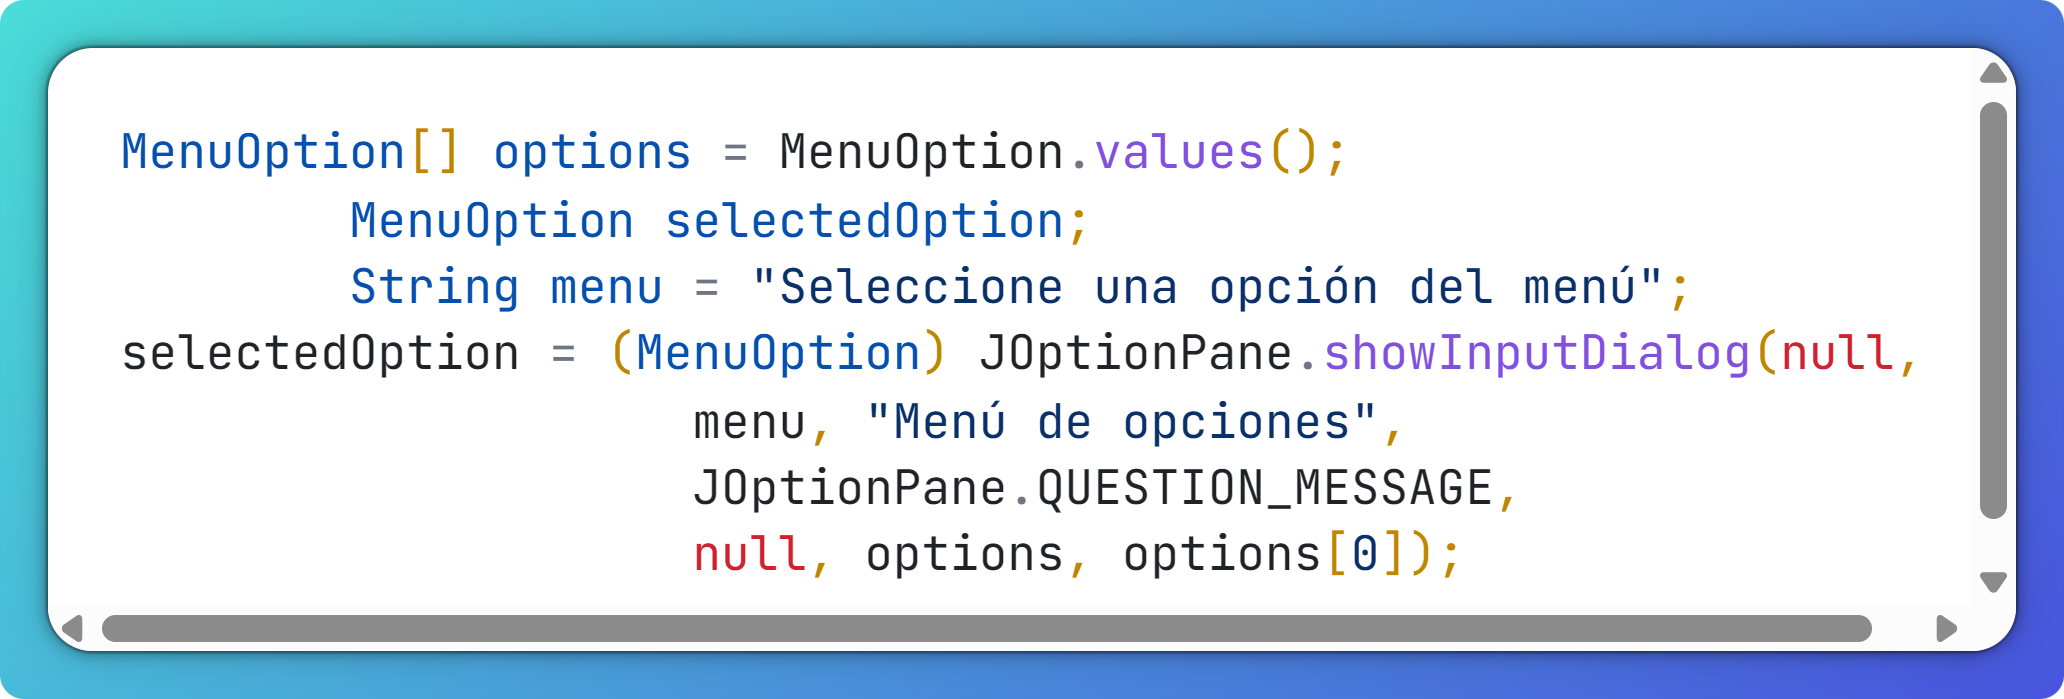 MenuOption[] options = MenuOption.values();
        MenuOption selectedOption;
        String menu = "Seleccione una opción del menú";
selectedOption = (MenuOption) JOptionPane.showInputDialog(null,
                    menu, "Menú de opciones",
                    JOptionPane.QUESTION_MESSAGE,
                    null, options, options[0]);